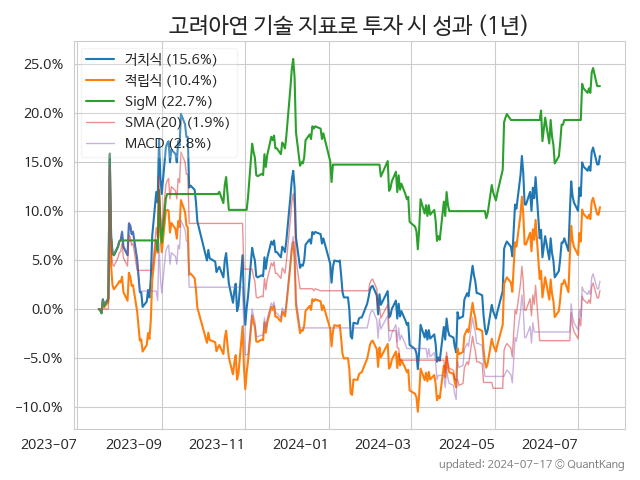 고려아연 기술 지표로 투자 시 성과 (1년)
거치식 (15.6%)
적립식 (10.4%)
SigM (22.7%)
SMA(20) (1.9%)
MACD (2.8%)
25.0%
20.0%
15.0%
10.0%
5.0%
0.0%
−5.0%
−10.0%
2023-07 2023-09 2023-11 2024-01 2024-03 2024-05 2024-07
updated: 2024-07-17 © QuantKang